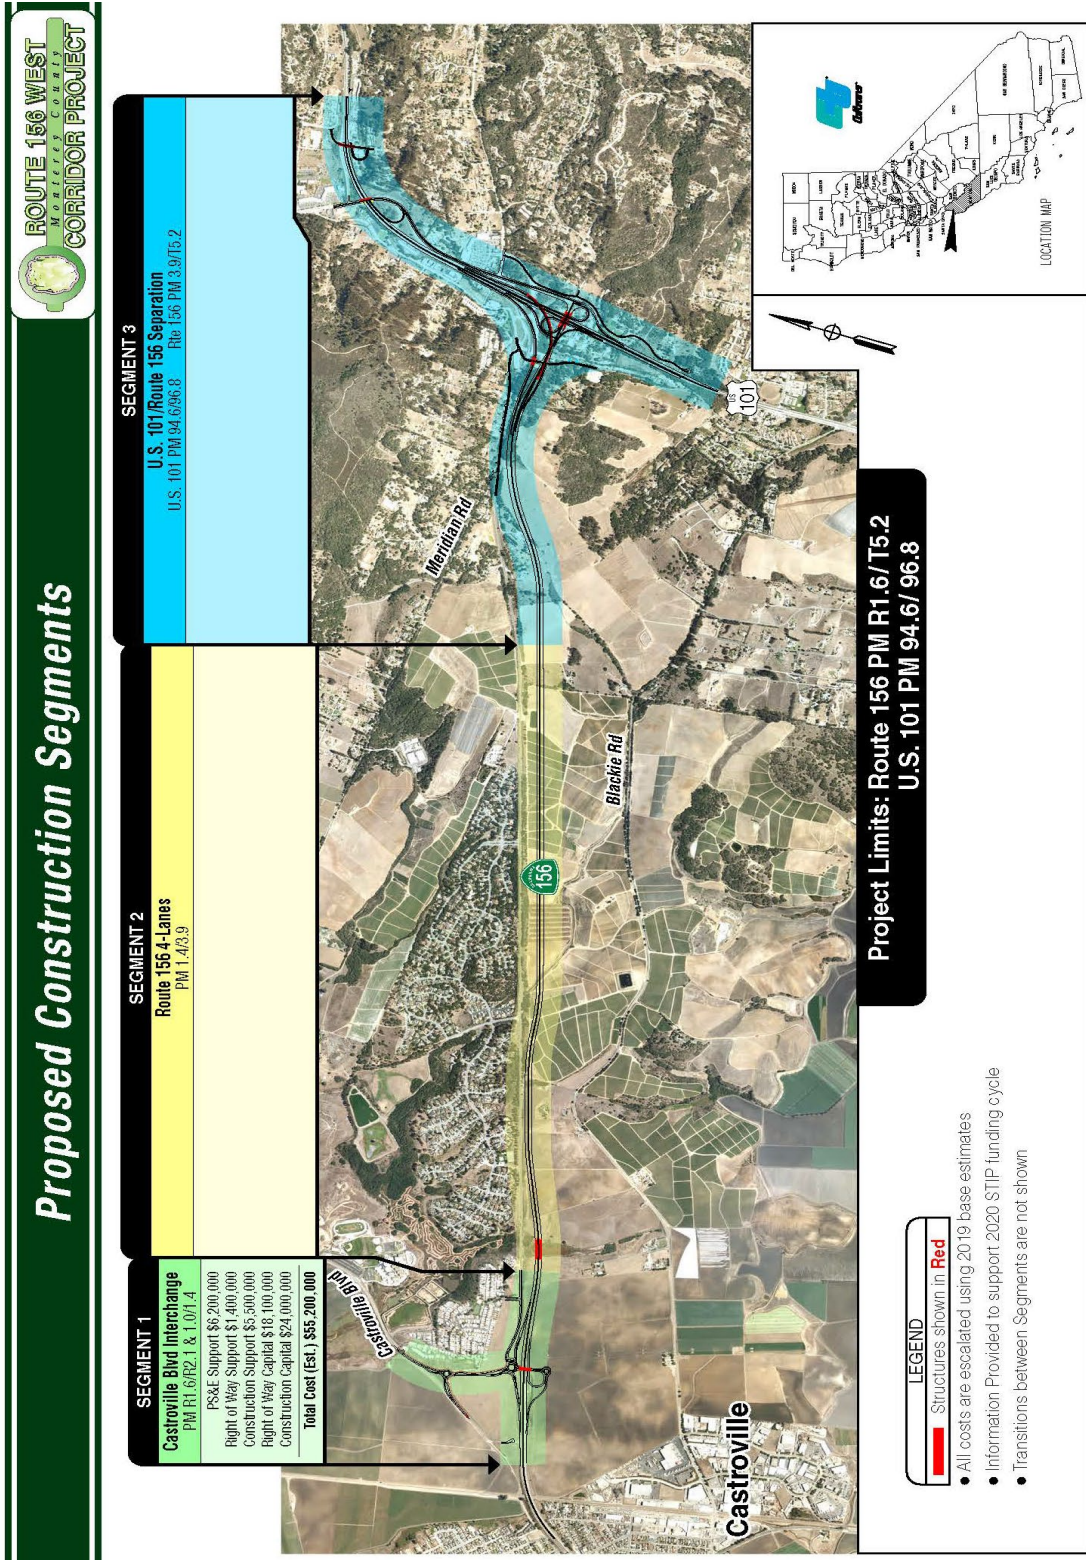 Proposed Construction Segments
ROUTE 156 WEST
Monterey County
CORRIDOR PROJECT
SEGMENT 1
Castroville Blvd Interchange
PM R1.6/R2.1 & 1.0/1.4
PS&E Support $6,200,000
Right of Way Support $1,400,000
Construction Support $5,500,000
Right of Way Capital $18,100,000
Construction Capital $24,000,000
Total Cost (Est.) $55,200,000
SEGMENT 2
Route 156 4-Lanes
PM 1.4/3.9
SEGMENT 3
U.S. 101/Route 156 Separation
U.S. 101 PM 94.6/96.8 Rte 156 PM 3.9/T5.2
Castroville Blvd
Meridian Rd
156
Blackie Rd
US
101
Castroville
Project Limits: Route 156 PM R1.6/T5.2
U.S. 101 PM 94.6/ 96.8
LEGEND
Structures shown in Red
• All costs are escalated using 2019 base estimates
• Information Provided to support 2020 STIP funding cycle
• Transitions between Segments are not shown
Caltrans
LOCATION MAP